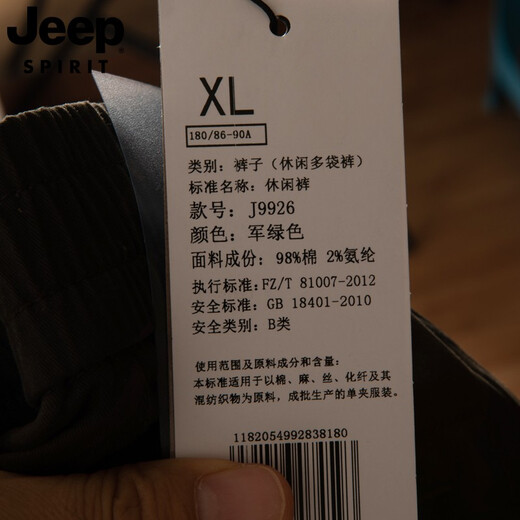 Jeep
SPIRIT
XL
180/86-90A
类别：裤子（休闲多袋裤）
标准名称：休闲裤
款号：J9926
颜色：军绿色
面料成份：98%棉 2%氨纶
执行标准：FZ/T 81007-2012
安全标准：GB 18401-2010
安全类别：B类
使用范围及原料成分和含量：
本标准适用于以棉、麻、丝、化纤及其
混纺织物为原料，成批生产的单夹服装。
1182054992838180